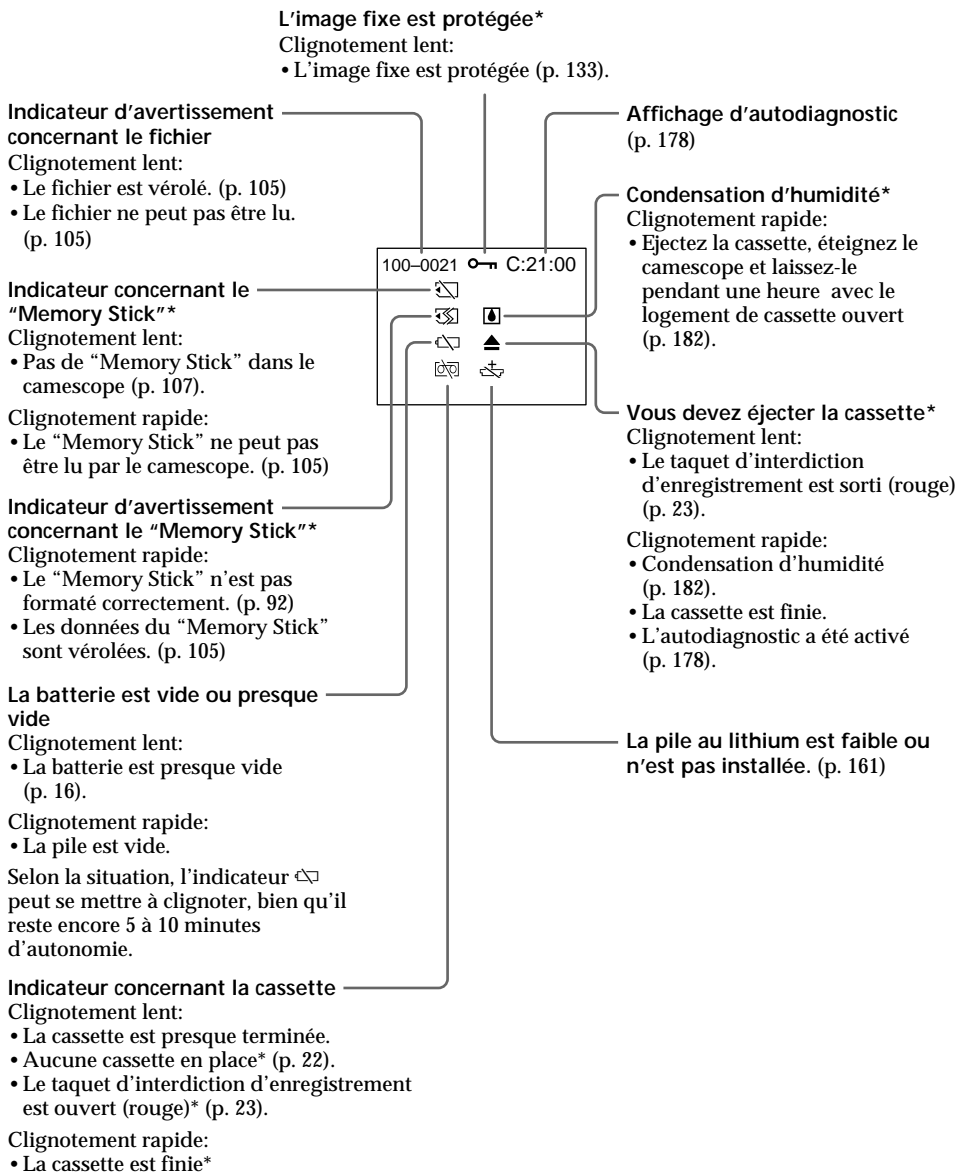 L'image fixe est protégée*
Clignotement lent:
• L'image fixe est protégée (p. 133).
Indicateur d'avertissement
concernant le fichier
Clignotement lent:
• Le fichier est vérolé. (p. 105)
• Le fichier ne peut pas être lu.
(p. 105)
Indicateur concernant le
“Memory Stick”*
Clignotement lent:
• Pas de “Memory Stick” dans le
camescope (p. 107).
Clignotement rapide:
• Le “Memory Stick” ne peut pas
être lu par le camescope. (p. 105)
Indicateur d'avertissement
concernant le “Memory Stick”*
Clignotement rapide:
• Le “Memory Stick” n'est pas
formaté correctement. (p. 92)
• Les données du “Memory Stick”
sont vérolées. (p. 105)
La batterie est vide ou presque
vide
Clignotement lent:
• La batterie est presque vide
(p. 16).
Clignotement rapide:
• La pile est vide.
Selon la situation, l'indicateur
peut se mettre à clignoter, bien qu'il
reste encore 5 à 10 minutes
d'autonomie.
Indicateur concernant la cassette
Clignotement lent:
• La cassette est presque terminée.
• Aucune cassette en place* (p. 22).
• Le taquet d'interdiction d'enregistrement
est ouvert (rouge)* (p. 23).
Clignotement rapide:
• La cassette est finie*
100–0021 C:21:00
Affichage d'autodiagnostic
(p. 178)
Condensation d'humidité*
Clignotement rapide:
• Ejectez la cassette, éteignez le
camescope et laissez-le
pendant une heure avec le
logement de cassette ouvert
(p. 182).
Vous devez éjecter la cassette*
Clignotement lent:
• Le taquet d'interdiction
d'enregistrement est sorti (rouge)
(p. 23).
Clignotement rapide:
• Condensation d'humidité
(p. 182).
• La cassette est finie.
• L'autodiagnostic a été activé
(p. 178).
La pile au lithium est faible ou
n'est pas installée. (p. 161)